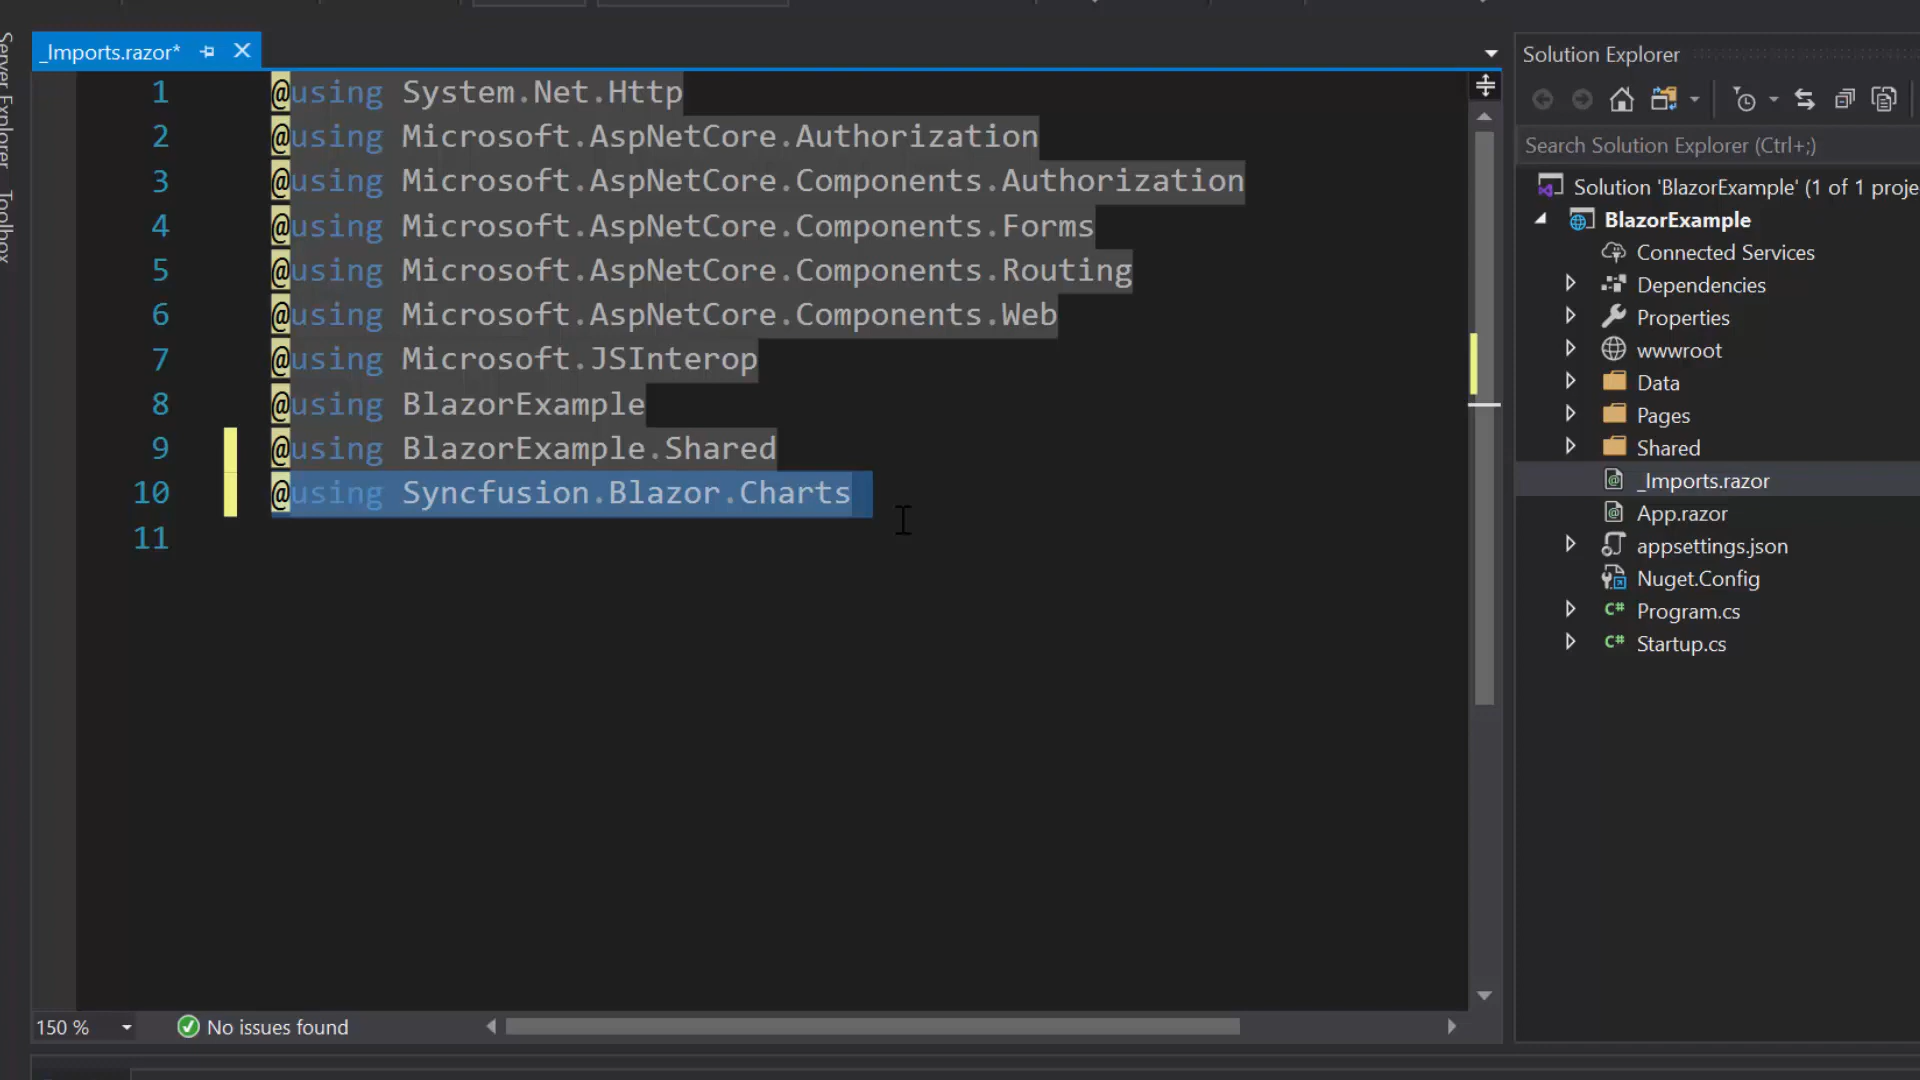 Server Explorer
Toolbox
_Imports.razor*
1 @using System.Net.Http
2 @using Microsoft.AspNetCore.Authorization
3 @using Microsoft.AspNetCore.Components.Authorization
4 @using Microsoft.AspNetCore.Components.Forms
5 @using Microsoft.AspNetCore.Components.Routing
6 @using Microsoft.AspNetCore.Components.Web
7 @using Microsoft.JSInterop
8 @using BlazorExample
9 @using BlazorExample.Shared
10 @using Syncfusion.Blazor.Charts
11
150 %
No issues found
Solution Explorer
Search Solution Explorer (Ctrl+;)
Solution 'BlazorExample' (1 of 1 proje
BlazorExample
Connected Services
Dependencies
Properties
wwwroot
Data
Pages
Shared
_Imports.razor
App.razor
appsettings.json
Nuget.Config
C# Program.cs
C# Startup.cs